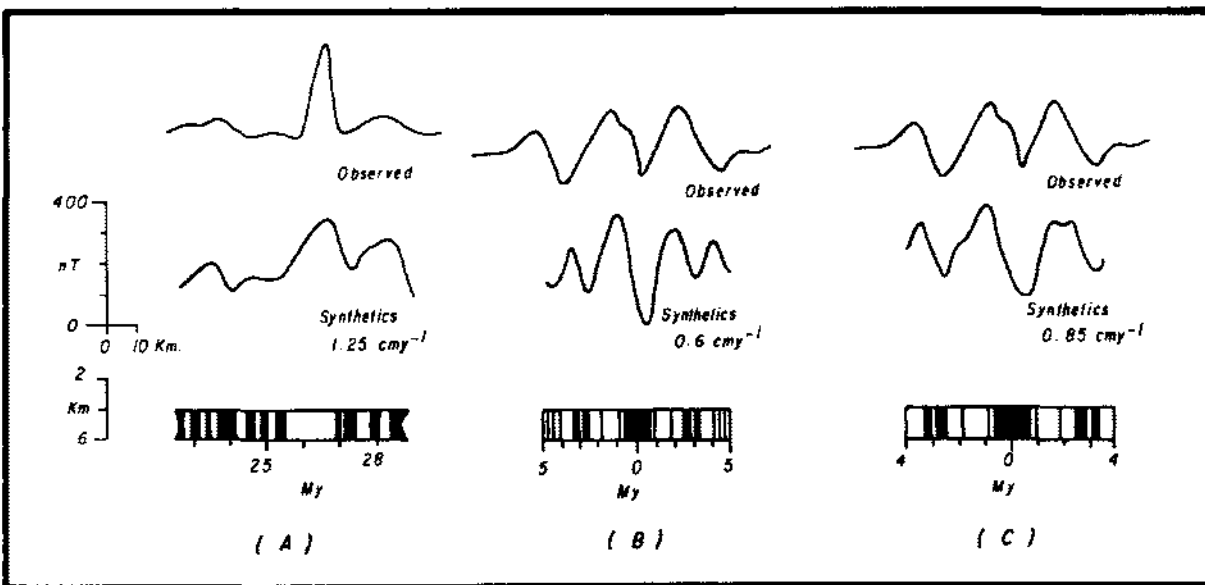 Observed
Observed
Observed
400
nT
0
0 10 Km.
Synthetics
1.25 cmy⁻¹
Synthetics
0.6 cmy⁻¹
Synthetics
0.85 cmy⁻¹
2
Km
6
25 28
My
5 0 5
My
4 0 4
My
( A )
( B )
( C )